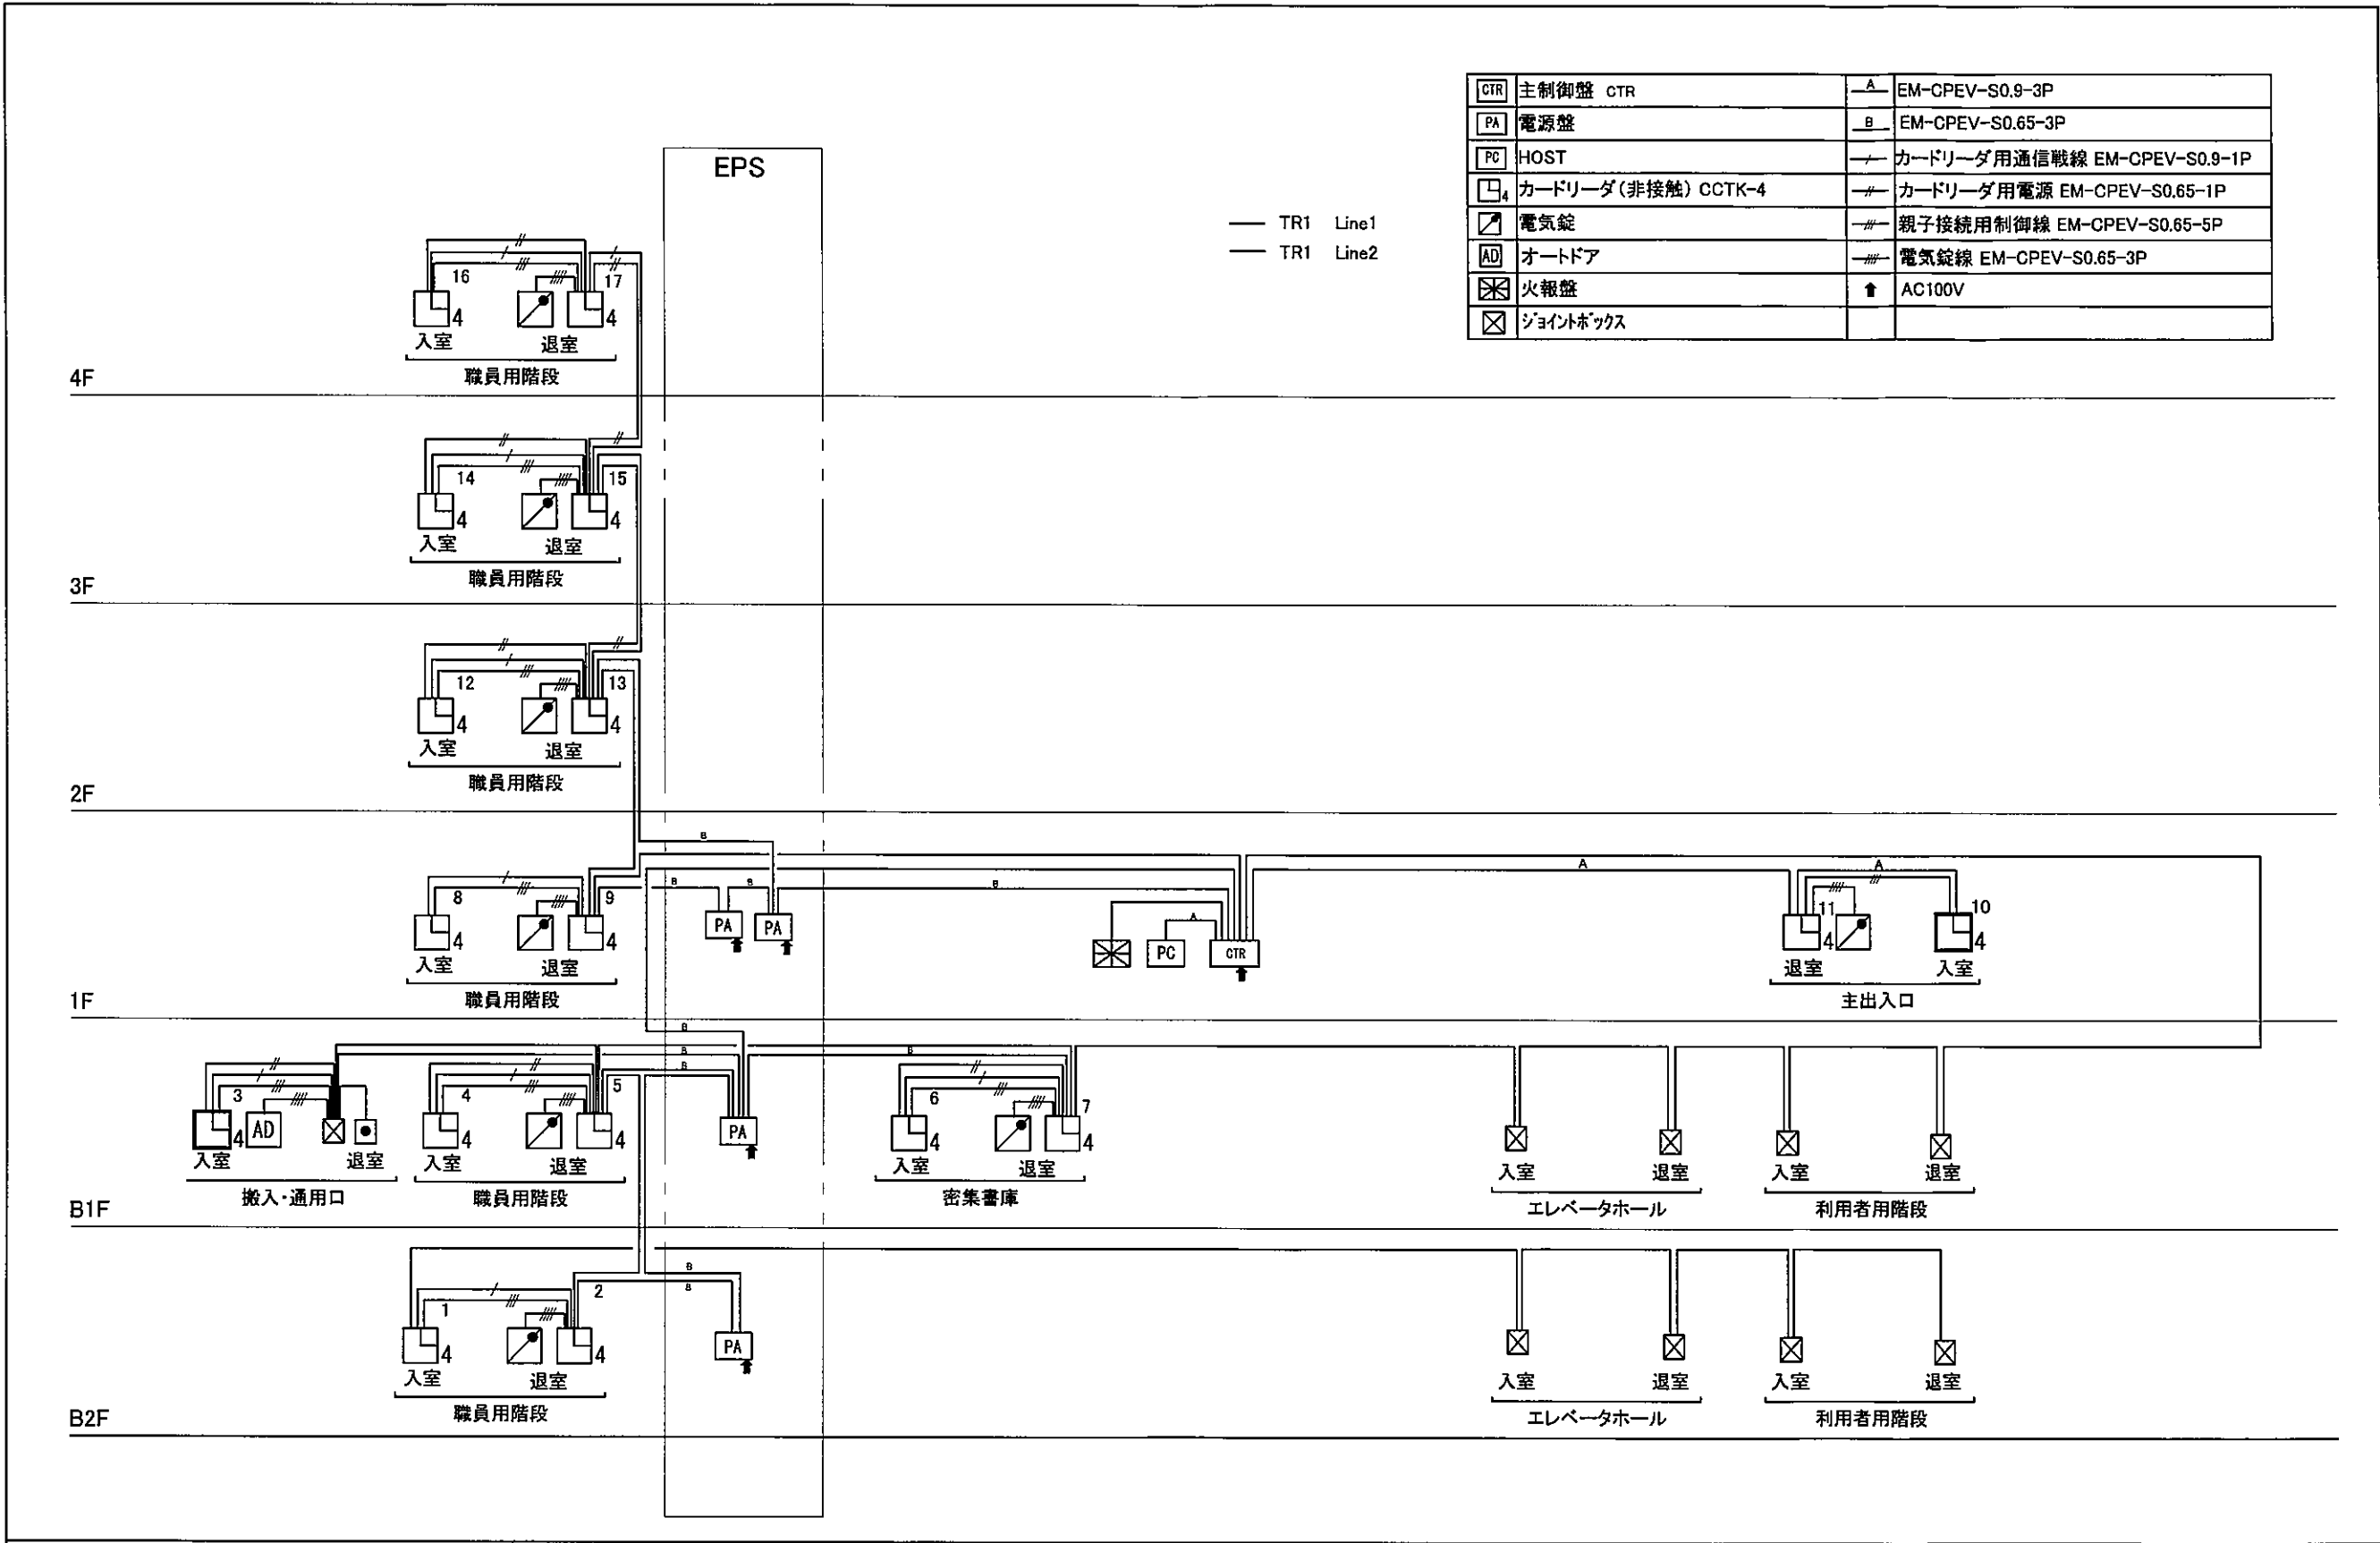 CTR 主制御盤 CTR A EM-CPEV-S0.9-3P
PA 電源盤 B EM-CPEV-S0.65-3P
PC HOST カードリーダ用通信戦線 EM-CPEV-S0.9-1P
4 カードリーダ(非接触) CCTK-4 カードリーダ用電源 EM-CPEV-S0.65-1P
電気錠 親子接続用制御線 EM-CPEV-S0.65-5P
AD オートドア 電気錠線 EM-CPEV-S0.65-3P
火報盤 AC100V
ジョイントボックス
TR1 Line1
TR1 Line2
EPS
16 17
4 4
入室 退室
職員用階段
4F
14 15
4 4
入室 退室
職員用階段
3F
12 13
4 4
入室 退室
職員用階段
2F
B
A A
B B B
8 9
A
11 10
4 4
PA PA
PC CTR
4 4
入室 退室
退室 入室
職員用階段
主出入口
1F
B
B B
B
3 4 5 6 7
4 AD 4 4 PA 4 4
入室 退室 入室 退室 入室 退室 入室 退室 入室 退室
搬入・通用口 職員用階段 密集書庫 エレベータホール 利用者用階段
B1F
B
B
1 2
4 4 PA
入室 退室 入室 退室 入室 退室
職員用階段 エレベータホール 利用者用階段
B2F